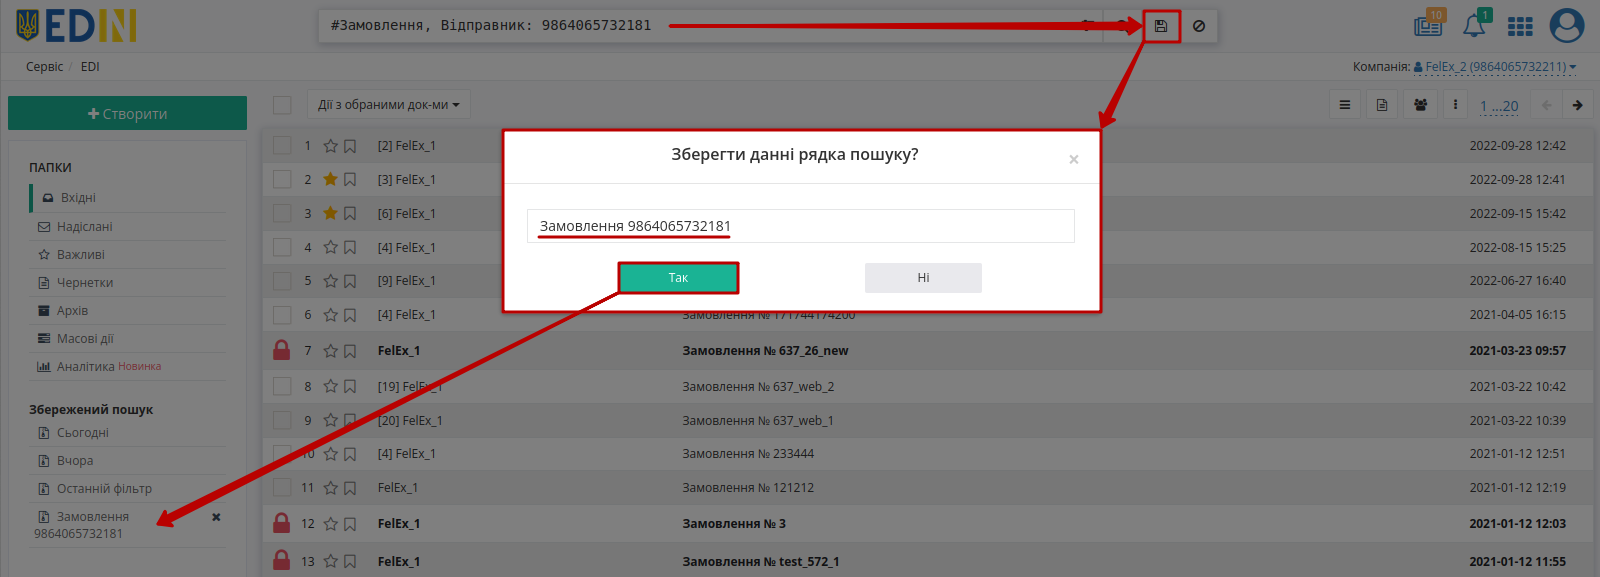 EDIN
#Замовлення, Відправник: 9864065732181
10
1
Сервіс / EDI
Компанія: FelEx_2 (9864065732211)
Створити
Дії з обраними док-ми
1 ...20
ПАПКИ
Вхідні
Надіслані
Важливі
Чернетки
Архів
Масові дії
Аналітика Новинка
Збережений пошук
Сьогодні
Вчора
Останній фільтр
Замовлення
9864065732181
Зберегти данні рядка пошуку?
×
Замовлення 9864065732181
Так
Ні
1 [2] FelEx_1 2022-09-28 12:42
2 [3] FelEx_1 2022-09-28 12:41
3 [6] FelEx_1 2022-09-15 15:42
4 [4] FelEx_1 2022-08-15 15:25
5 [9] FelEx_1 2022-06-27 16:40
6 [4] FelEx_1 Замовлення № 171744174200 2021-04-05 16:15
7 FelEx_1 Замовлення № 637_26_new 2021-03-23 09:57
8 [19] FelEx_1 Замовлення № 637_web_2 2021-03-22 10:42
9 [20] FelEx_1 Замовлення № 637_web_1 2021-03-22 10:39
10 [4] FelEx_1 Замовлення № 233444 2021-01-12 12:51
11 FelEx_1 Замовлення № 121212 2021-01-12 12:19
12 FelEx_1 Замовлення № 3 2021-01-12 12:03
13 FelEx_1 Замовлення № test_572_1 2021-01-12 11:55